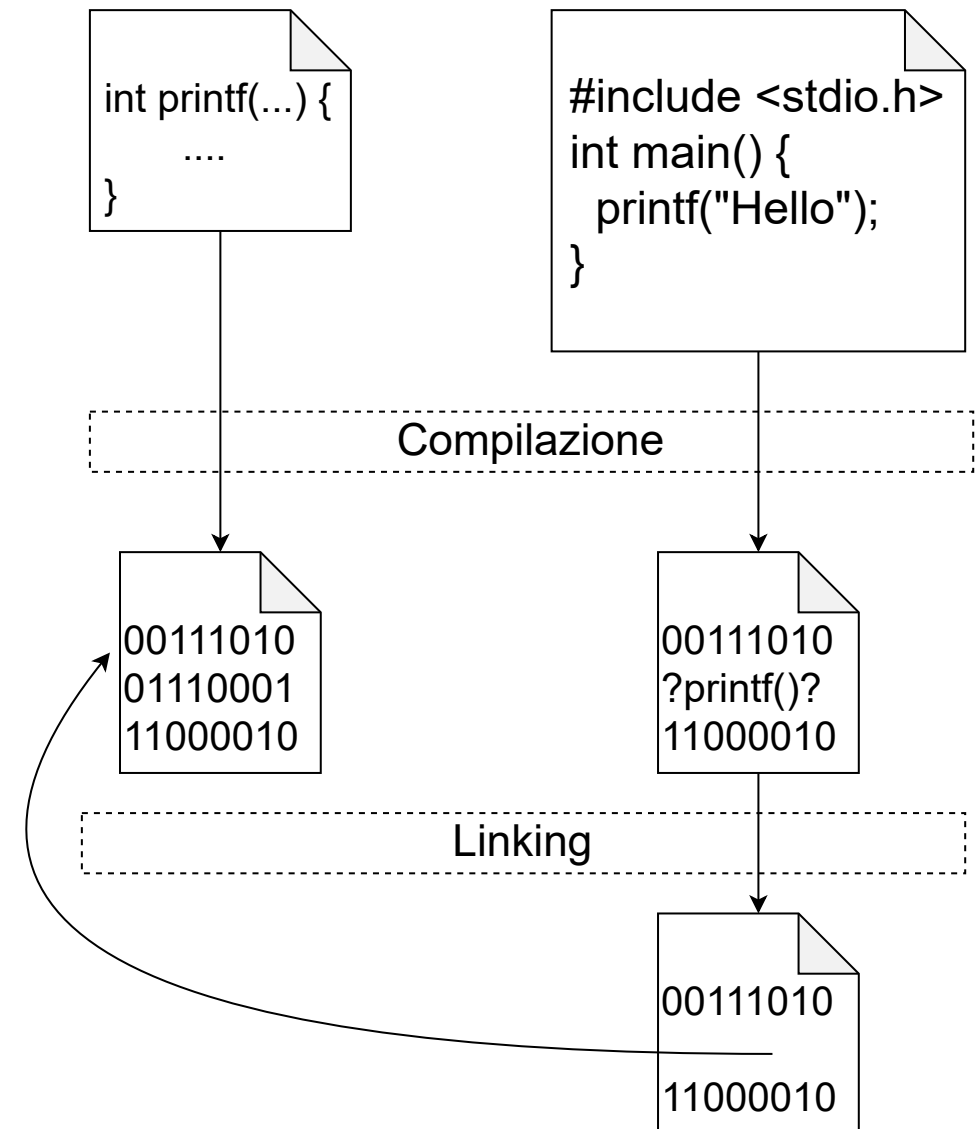 int printf(...) {
....
}
#include <stdio.h>
int main() {
printf("Hello");
}
Compilazione
00111010
01110001
11000010
00111010
?printf()?
11000010
Linking
00111010
11000010